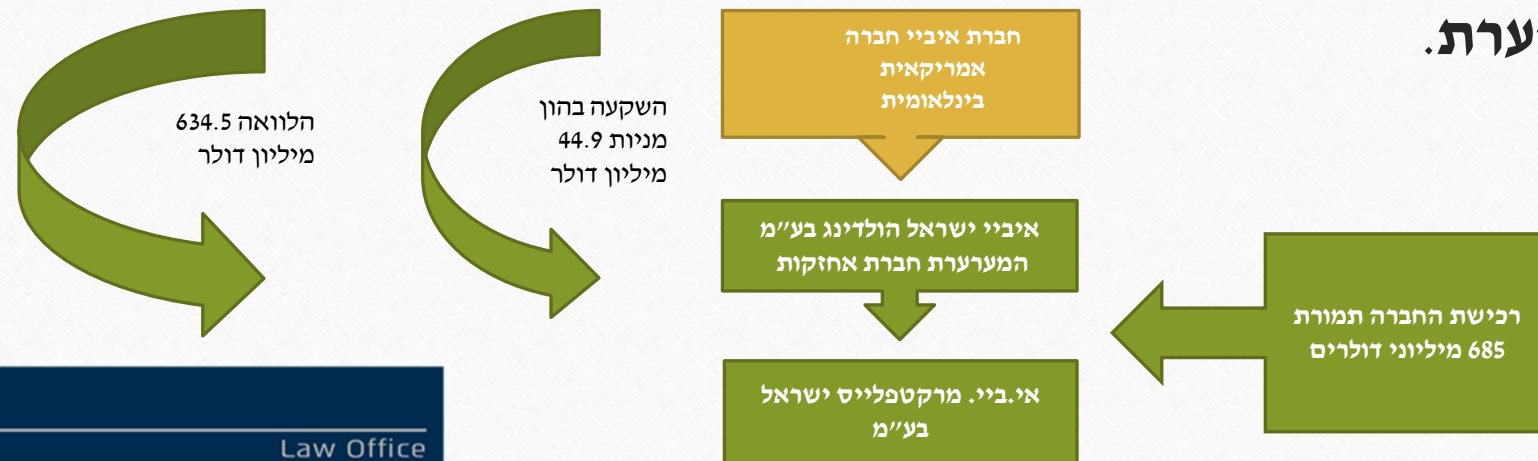 ערת.
חברת איביי חברה
אמריקאית
בינלאומית
השקעה בהון
מניות 44.9
מיליון דולר
הלוואה 634.5
מיליון דולר
איביי ישראל הולדינג בע״מ
המערערת חברת אחזקות
רכישת החברה תמורת
685 מיליוני דולרים
אי.ביי. מרקטפלייס ישראל
בע״מ
Law Office